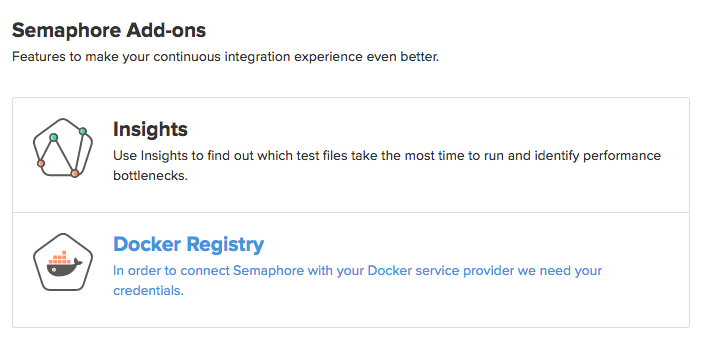 Semaphore Add-ons
Features to make your continuous integration experience even better.
Insights
Use Insights to find out which test files take the most time to run and identify performance
bottlenecks.
Docker Registry
In order to connect Semaphore with your Docker service provider we need your
credentials.